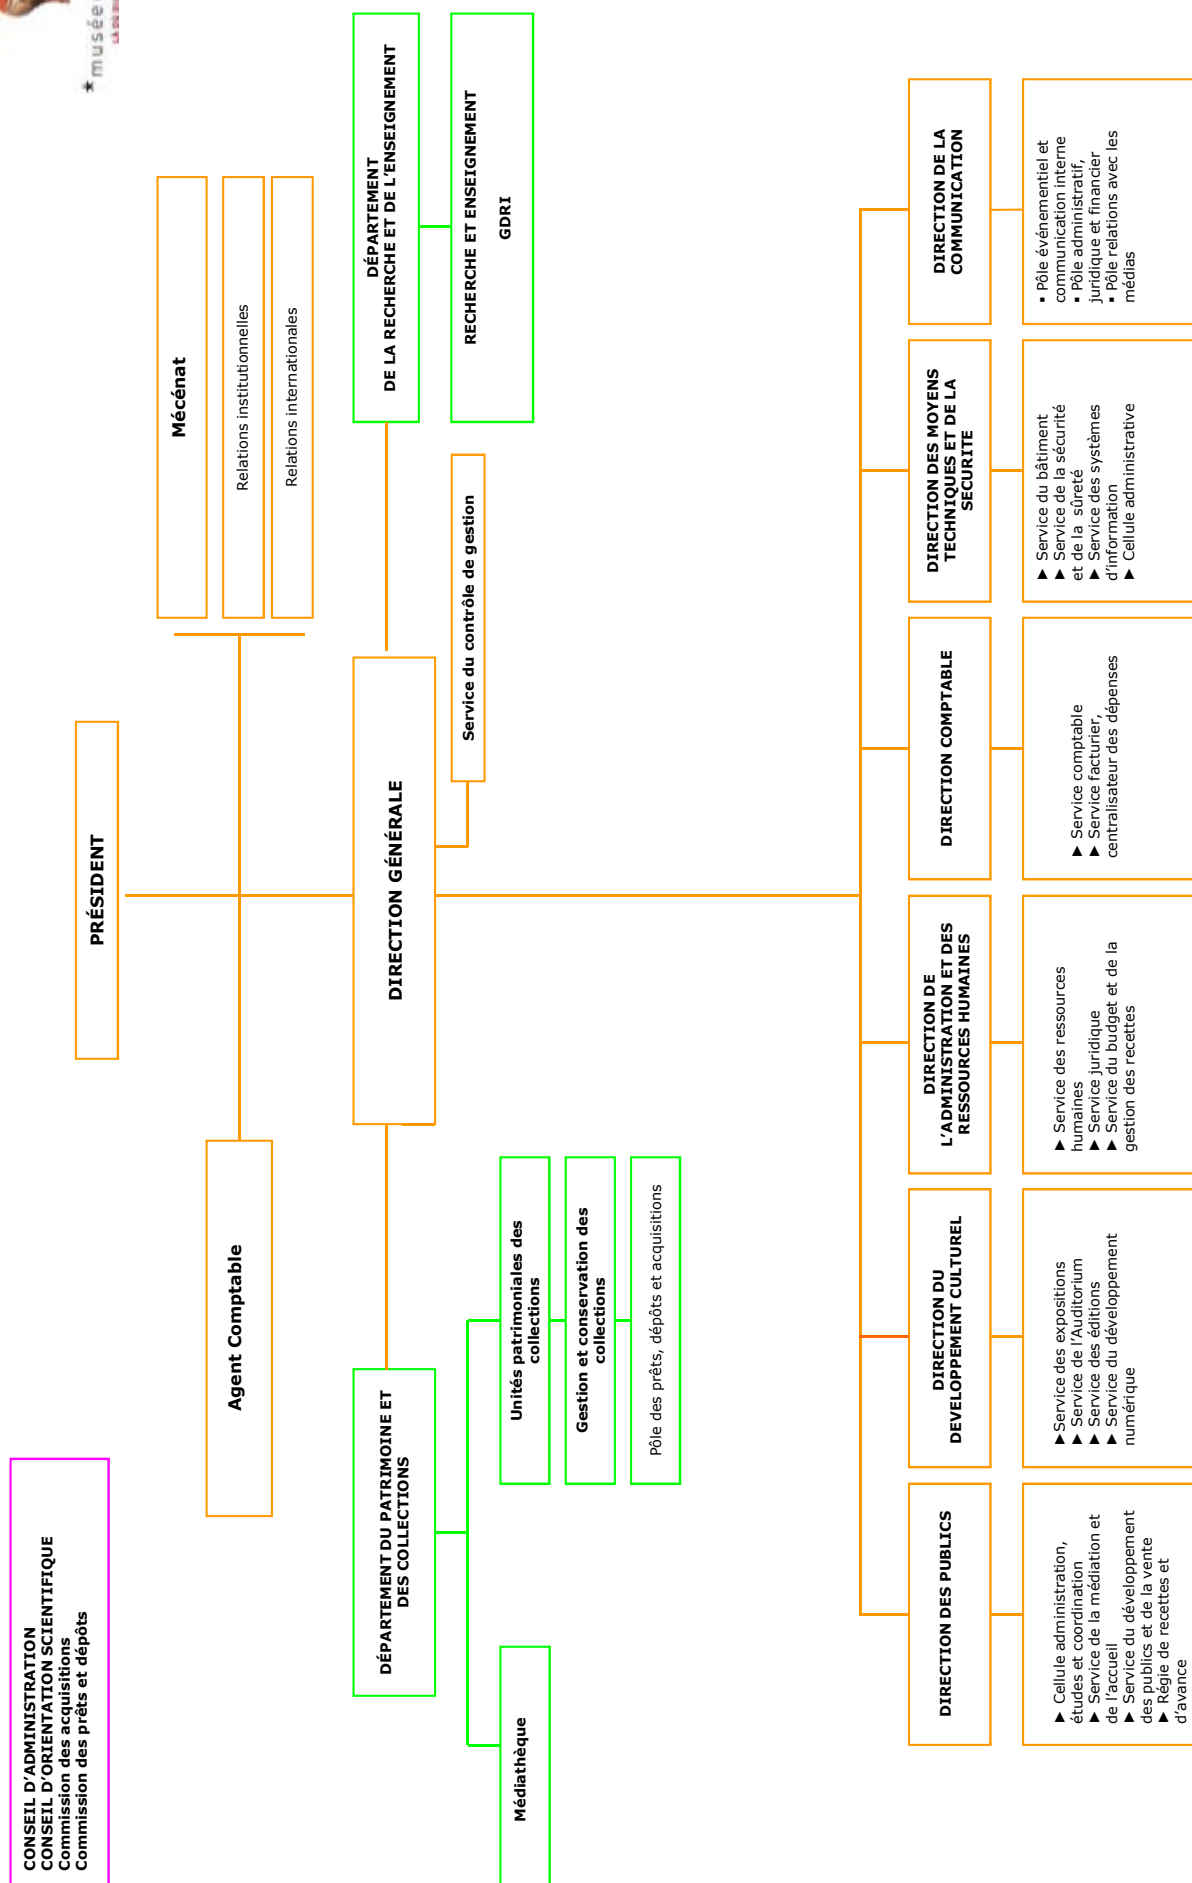 *musée
CONSEIL D'ADMINISTRATION
CONSEIL D'ORIENTATION SCIENTIFIQUE
Commission des acquisitions
Commission des prêts et dépôts
PRÉSIDENT
Agent Comptable
Mécénat
Relations institutionnelles
Relations internationales
DIRECTION GÉNÉRALE
Service du contrôle de gestion
DÉPARTEMENT
DE LA RECHERCHE ET DE L'ENSEIGNEMENT
RECHERCHE ET ENSEIGNEMENT
GDRI
DÉPARTEMENT DU PATRIMOINE ET
DES COLLECTIONS
Médiathèque
Unités patrimoniales des
collections
Gestion et conservation des
collections
Pôle des prêts, dépôts et acquisitions
DIRECTION DES PUBLICS
► Cellule administration,
études et coordination
► Service de la médiation et
de l'accueil
► Service du développement
des publics et de la vente
► Régie de recettes et
d'avance
DIRECTION DU
DEVELOPPEMENT CULTUREL
►Service des expositions
► Service de l'Auditorium
► Service des éditions
► Service du développement
numérique
DIRECTION DE
L'ADMINISTRATION ET DES
RESSOURCES HUMAINES
► Service des ressources
humaines
► Service juridique
► Service du budget et de la
gestion des recettes
DIRECTION COMPTABLE
► Service comptable
► Service facturier,
centralisateur des dépenses
DIRECTION DES MOYENS
TECHNIQUES ET DE LA
SECURITE
► Service du bâtiment
► Service de la sécurité
et de la sûreté
► Service des systèmes
d'information
► Cellule administrative
DIRECTION DE LA
COMMUNICATION
▪ Pôle événementiel et
communication interne
▪ Pôle administratif,
juridique et financier
▪ Pôle relations avec les
médias